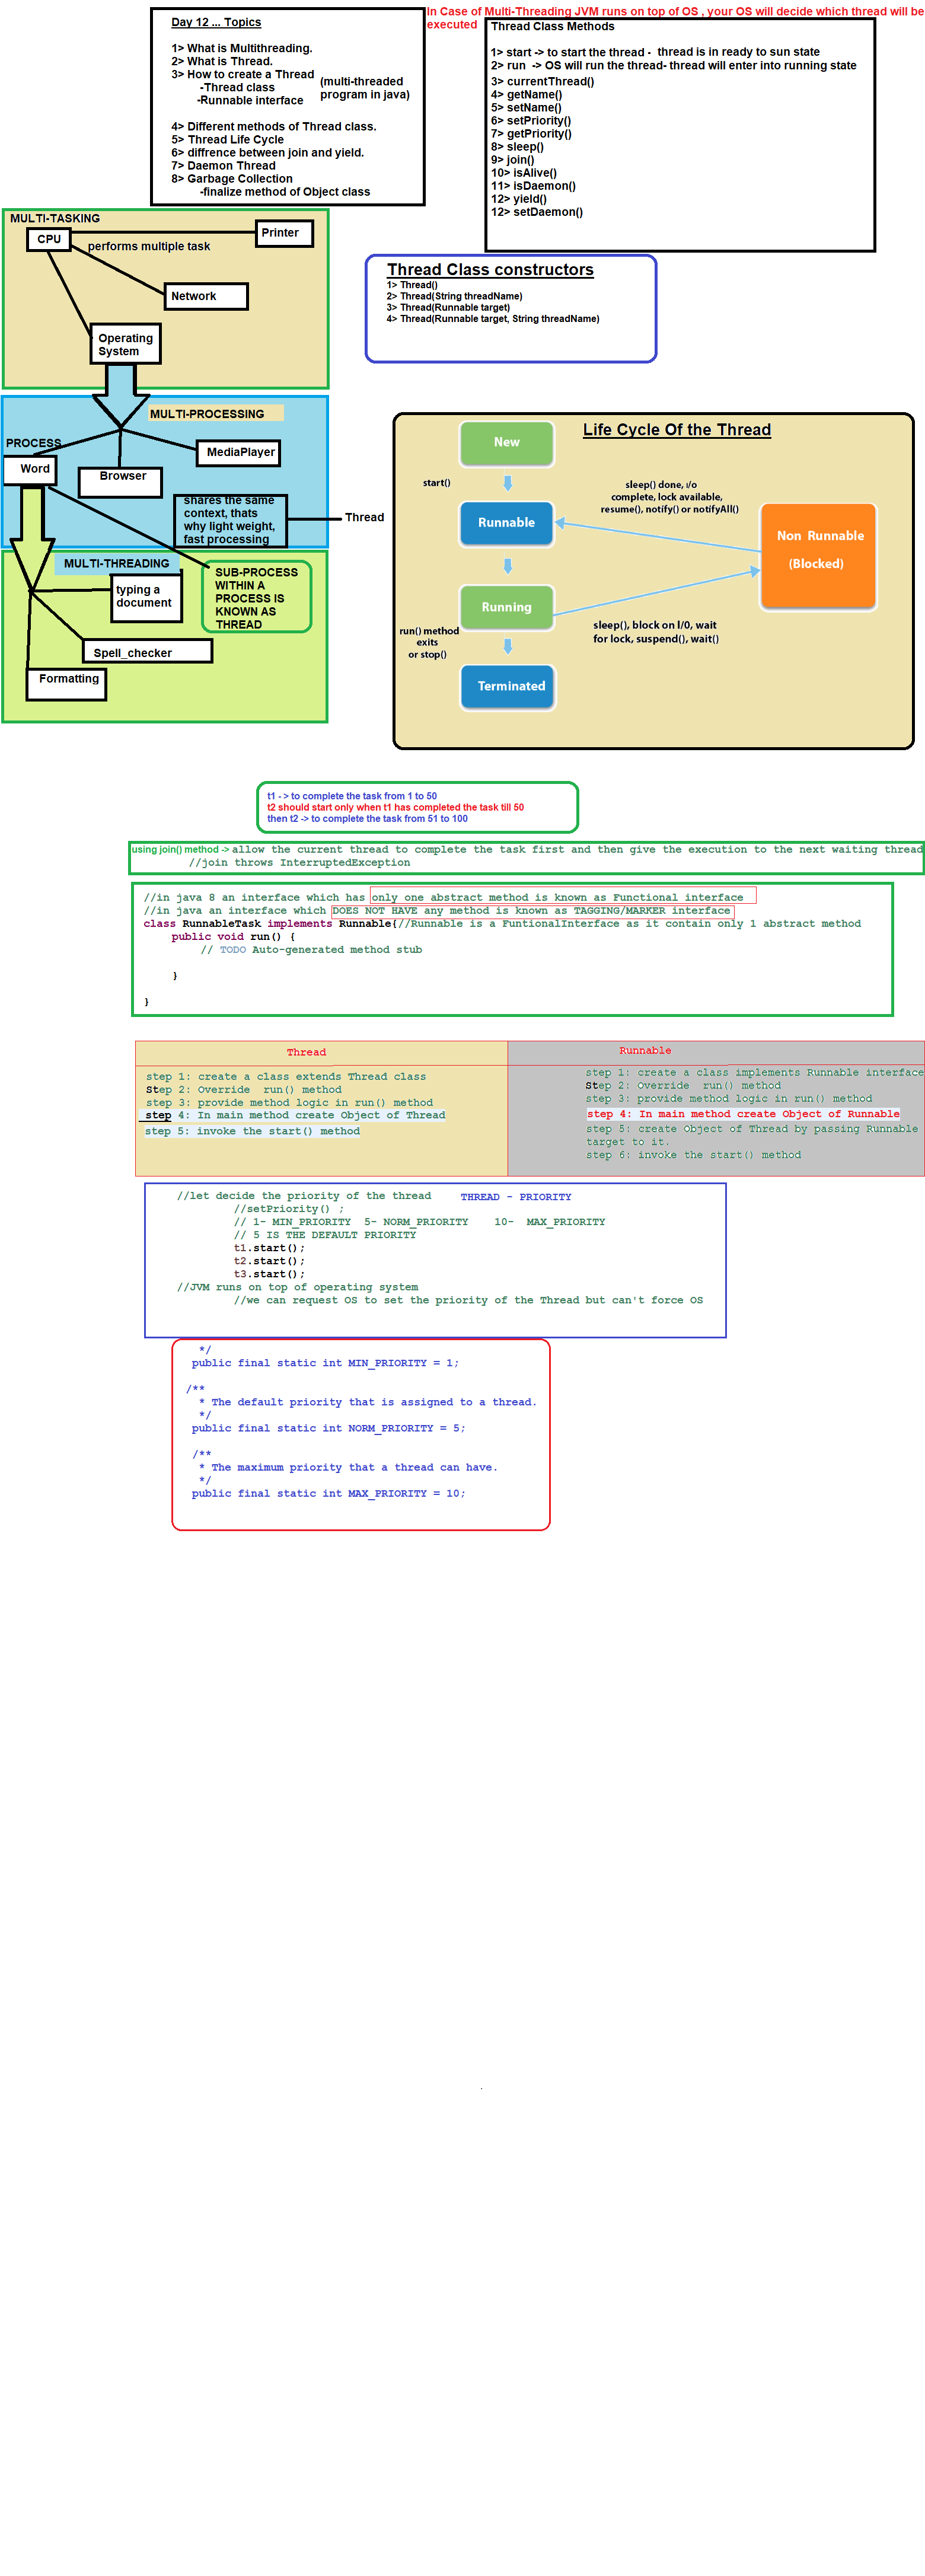 In Case of Multi-Threading JVM runs on top of OS , your OS will decide which thread will be
executed
Day 12 ... Topics
1> What is Multithreading.
2> What is Thread.
3> How to create a Thread
-Thread class
-Runnable interface
(multi-threaded
program in java)
4> Different methods of Thread class.
5> Thread Life Cycle
6> diffrence between join and yield.
7> Daemon Thread
8> Garbage Collection
-finalize method of Object class
Thread Class Methods
1> start -> to start the thread - thread is in ready to sun state
2> run -> OS will run the thread- thread will enter into running state
3> currentThread()
4> getName()
5> setName()
6> setPriority()
7> getPriority()
8> sleep()
9> join()
10> isAlive()
11> isDaemon()
12> yield()
12> setDaemon()
MULTI-TASKING
CPU
Printer
performs multiple task
Network
Operating
System
Thread Class constructors
1> Thread()
2> Thread(String threadName)
3> Thread(Runnable target)
4> Thread(Runnable target, String threadName)
MULTI-PROCESSING
PROCESS
Word
Browser
MediaPlayer
shares the same
context, thats
why light weight,
fast processing
Thread
MULTI-THREADING
typing a
document
SUB-PROCESS
WITHIN A
PROCESS IS
KNOWN AS
THREAD
Spell_checker
Formatting
Life Cycle Of the Thread
New
start()
Runnable
sleep() done, i/o
complete, lock available,
resume(), notify() or notifyAll()
Non Runnable
(Blocked)
Running
run() method
exits
or stop()
sleep(), block on I/0, wait
for lock, suspend(), wait()
Terminated
t1 - > to complete the task from 1 to 50
t2 should start only when t1 has completed the task till 50
then t2 -> to complete the task from 51 to 100
using join() method -> allow the current thread to complete the task first and then give the execution to the next waiting thread
//join throws InterruptedException
//in java 8 an interface which has only one abstract method is known as Functional interface
//in java an interface which DOES NOT HAVE any method is known as TAGGING/MARKER interface
class RunnableTask implements Runnable{//Runnable is a FuntionalInterface as it contain only 1 abstract method
public void run() {
// TODO Auto-generated method stub
}
}
Thread
step 1: create a class extends Thread class
Step 2: Override run() method
step 3: provide method logic in run() method
step 4: In main method create Object of Thread
step 5: invoke the start() method
Runnable
step 1: create a class implements Runnable interface
Step 2: Override run() method
step 3: provide method logic in run() method
step 4: In main method create Object of Runnable
step 5: create Object of Thread by passing Runnable
target to it.
step 6: invoke the start() method
//let decide the priority of the thread THREAD - PRIORITY
//setPriority() ;
// 1- MIN_PRIORITY 5- NORM_PRIORITY 10- MAX_PRIORITY
// 5 IS THE DEFAULT PRIORITY
t1.start();
t2.start();
t3.start();
//JVM runs on top of operating system
//we can request OS to set the priority of the Thread but can't force OS
*/
public final static int MIN_PRIORITY = 1;
/**
* The default priority that is assigned to a thread.
*/
public final static int NORM_PRIORITY = 5;
/**
* The maximum priority that a thread can have.
*/
public final static int MAX_PRIORITY = 10;